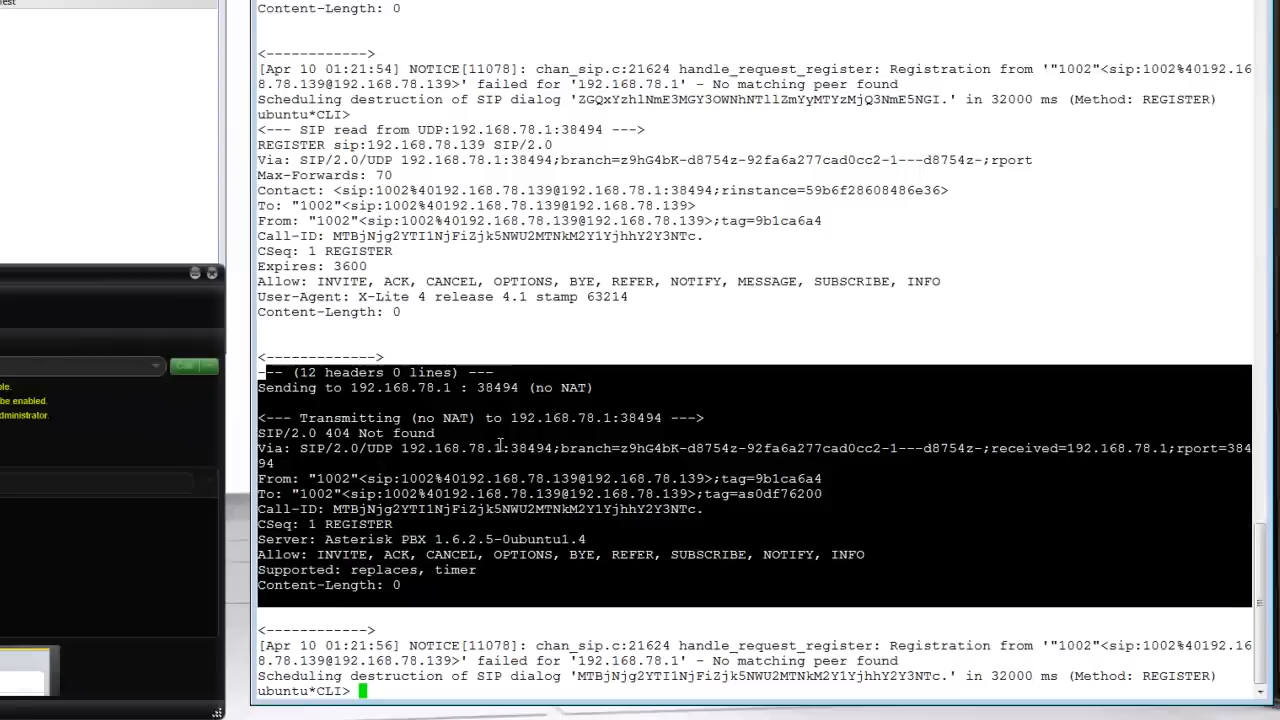 est
Content-Length: 0
<------------>
[Apr 10 01:21:54] NOTICE[11078]: chan_sip.c:21624 handle_request_register: Registration from '"1002"<sip:1002%40192.16
8.78.139@192.168.78.139>' failed for '192.168.78.1' - No matching peer found
Scheduling destruction of SIP dialog 'ZGQxYzhlNmE3MGY3OWNhNTllZmYyMTYzMjQ3NmE5NGI.' in 32000 ms (Method: REGISTER)
ubuntu*CLI>
<--- SIP read from UDP:192.168.78.1:38494 --->
REGISTER sip:192.168.78.139 SIP/2.0
Via: SIP/2.0/UDP 192.168.78.1:38494;branch=z9hG4bK-d8754z-92fa6a277cad0cc2-1---d8754z-;rport
Max-Forwards: 70
Contact: <sip:1002%40192.168.78.139@192.168.78.1:38494;rinstance=59b6f28608486e36>
To: "1002"<sip:1002%40192.168.78.139@192.168.78.139>
From: "1002"<sip:1002%40192.168.78.139@192.168.78.139>;tag=9b1ca6a4
Call-ID: MTBjNjg2YTI1NjFiZjk5NWU2MTNkM2Y1YjhhY2Y3NTc.
CSeq: 1 REGISTER
Expires: 3600
Allow: INVITE, ACK, CANCEL, OPTIONS, BYE, REFER, NOTIFY, MESSAGE, SUBSCRIBE, INFO
User-Agent: X-Lite 4 release 4.1 stamp 63214
Content-Length: 0
<------------->
--- (12 headers 0 lines) ---
Sending to 192.168.78.1 : 38494 (no NAT)
<--- Transmitting (no NAT) to 192.168.78.1:38494 --->
SIP/2.0 404 Not found
Via: SIP/2.0/UDP 192.168.78.1:38494;branch=z9hG4bK-d8754z-92fa6a277cad0cc2-1---d8754z-;received=192.168.78.1;rport=384
94
From: "1002"<sip:1002%40192.168.78.139@192.168.78.139>;tag=9b1ca6a4
To: "1002"<sip:1002%40192.168.78.139@192.168.78.139>;tag=as0df76200
Call-ID: MTBjNjg2YTI1NjFiZjk5NWU2MTNkM2Y1YjhhY2Y3NTc.
CSeq: 1 REGISTER
Server: Asterisk PBX 1.6.2.5-0ubuntu1.4
Allow: INVITE, ACK, CANCEL, OPTIONS, BYE, REFER, SUBSCRIBE, NOTIFY, INFO
Supported: replaces, timer
Content-Length: 0
<------------>
[Apr 10 01:21:56] NOTICE[11078]: chan_sip.c:21624 handle_request_register: Registration from '"1002"<sip:1002%40192.16
8.78.139@192.168.78.139>' failed for '192.168.78.1' - No matching peer found
Scheduling destruction of SIP dialog 'MTBjNjg2YTI1NjFiZjk5NWU2MTNkM2Y1YjhhY2Y3NTc.' in 32000 ms (Method: REGISTER)
ubuntu*CLI>
Call
ble.
be enabled.
dministrator.